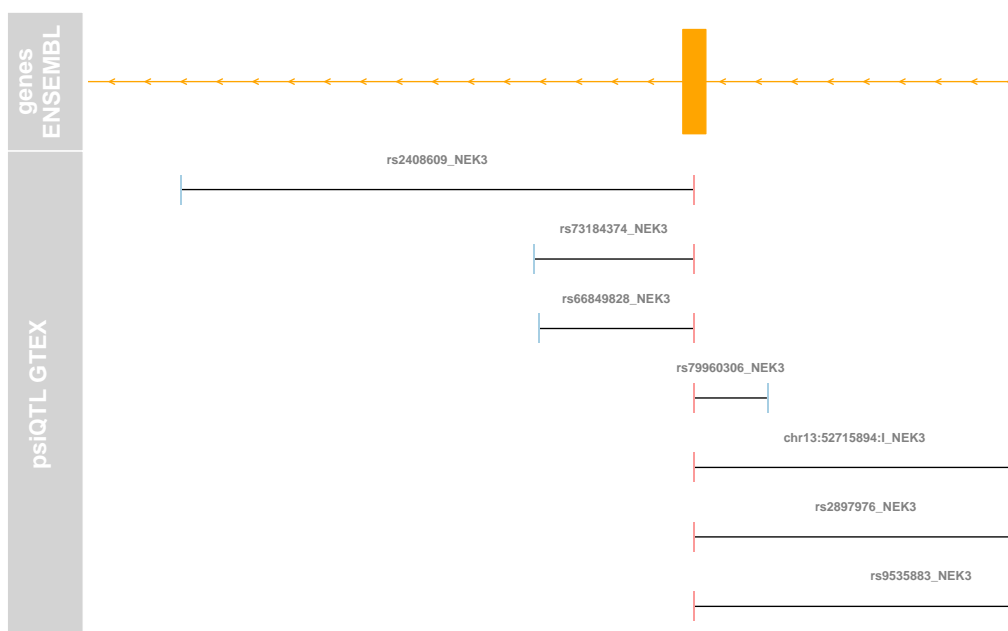 genes
ENSEMBL
psiQTL GTEX
rs2408609_NEK3
rs73184374_NEK3
rs66849828_NEK3
rs79960306_NEK3
chr13:52715894:I_NEK3
rs2897976_NEK3
rs9535883_NEK3